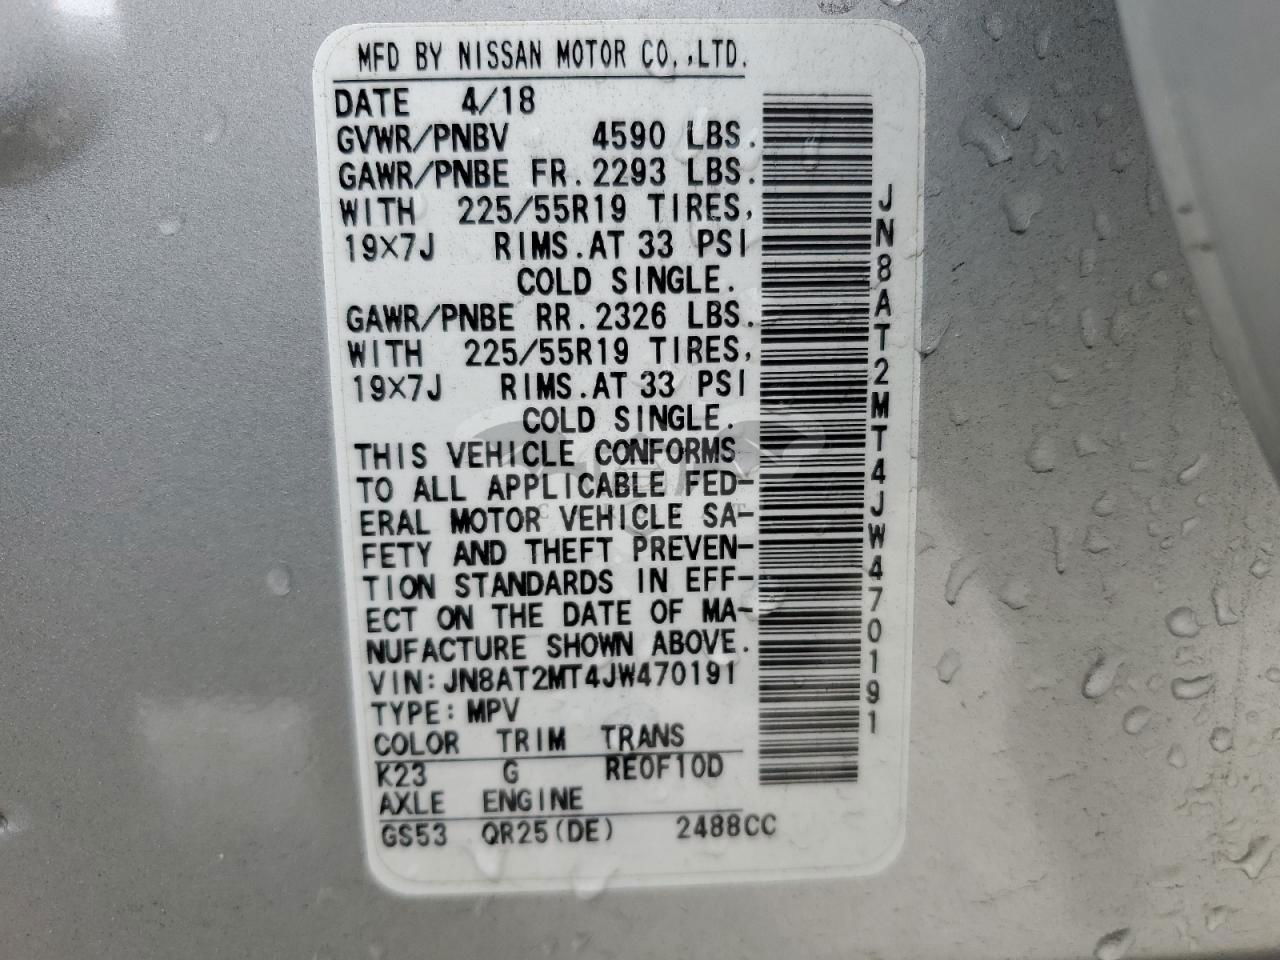 MFD BY NISSAN MOTOR CO.,LTD.
DATE 4/18
GVWR/PNBV 4590 LBS.
GAWR/PNBE FR.2293 LBS.
WITH 225/55R19 TIRES,
19×7J RIMS.AT 33 PSI
COLD SINGLE.
GAWR/PNBE RR.2326 LBS.
WITH 225/55R19 TIRES,
19×7J RIMS.AT 33 PSI
COLD SINGLE.
THIS VEHICLE CONFORMS
TO ALL APPLICABLE FED-
ERAL MOTOR VEHICLE SA-
FETY AND THEFT PREVEN-
TION STANDARDS IN EFF-
ECT ON THE DATE OF MA-
NUFACTURE SHOWN ABOVE.
VIN:JN8AT2MT4JW470191
TYPE:MPV
COLOR TRIM TRANS
K23 G RE0F10D
AXLE ENGINE
GS53 QR25(DE) 2488CC
JN8AT2MT4JW470191